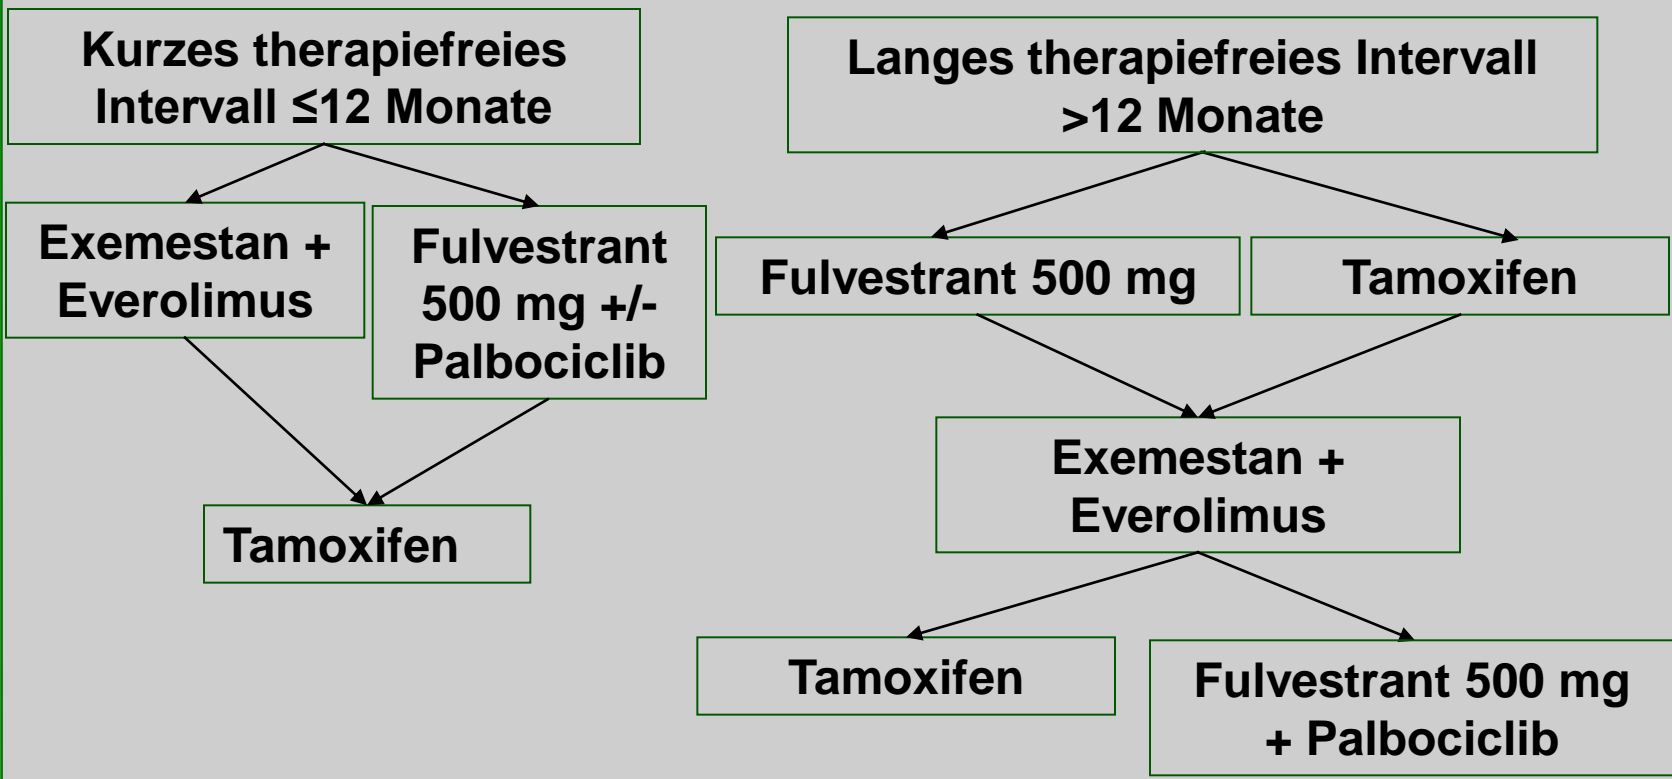 Kurzes therapiefreies
Intervall ≤12 Monate
Exemestan +
Everolimus
Fulvestrant
500 mg +/-
Palbociclib
Tamoxifen
Langes therapiefreies Intervall
>12 Monate
Fulvestrant 500 mg
Tamoxifen
Exemestan +
Everolimus
Tamoxifen
Fulvestrant 500 mg
+ Palbociclib